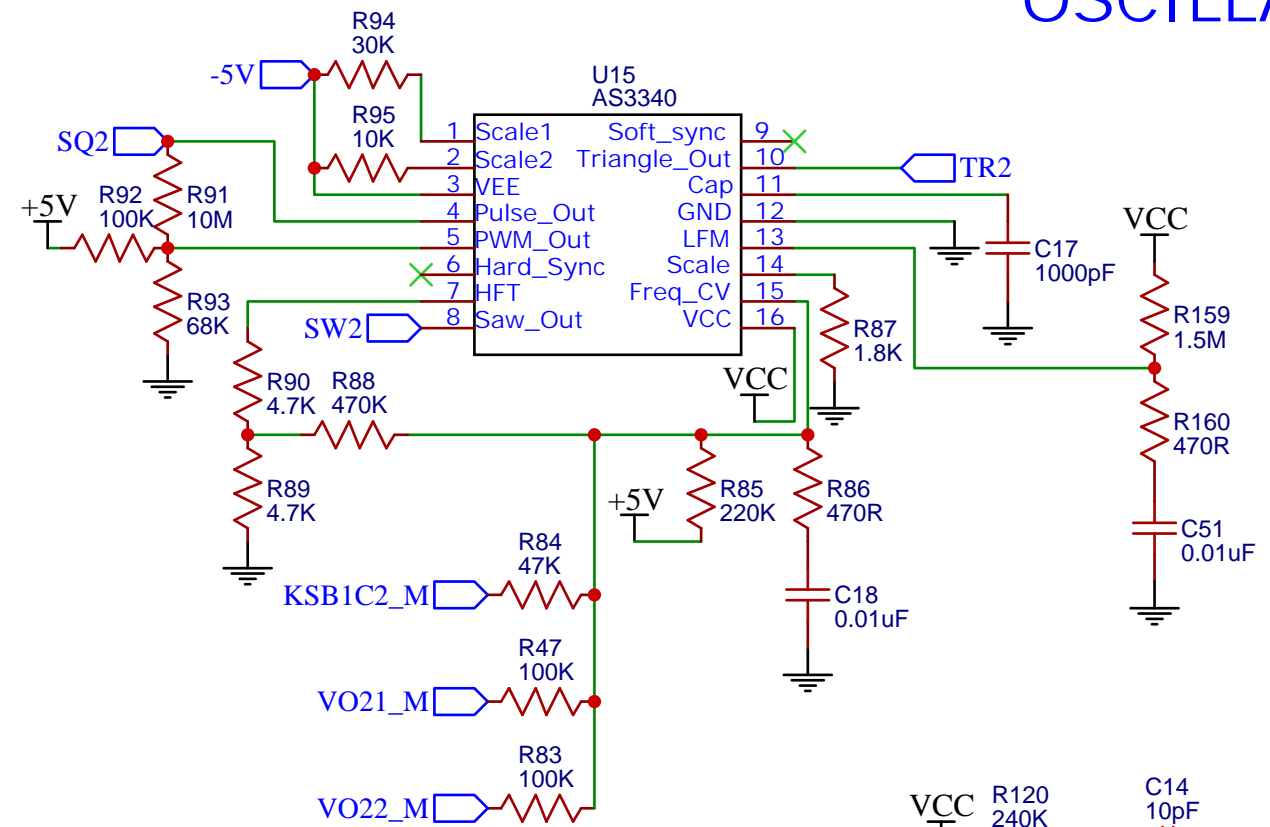 OSCILLA
R94
30K
-5V
U15
AS3340
R95
10K
SQ2
1 Scale1
2 Scale2
3 VEE
4 Pulse_Out
5 PWM_Out
6 Hard_Sync
7 HFT
8 Saw_Out
Soft_sync 9
Triangle_Out 10
Cap 11
GND 12
LFM 13
Scale 14
Freq_CV 15
VCC 16
TR2
R92
100K
R91
10M
+5V
R93
68K
SW2
C17
1000pF
VCC
R159
1.5M
R87
1.8K
VCC
R90
4.7K
R88
470K
R160
470R
R89
4.7K
+5V
R85
220K
R86
470R
C51
0.01uF
R84
47K
KSB1C2_M
C18
0.01uF
R47
100K
VO21_M
R83
100K
VO22_M
VCC
R120
240K
C14
10pF